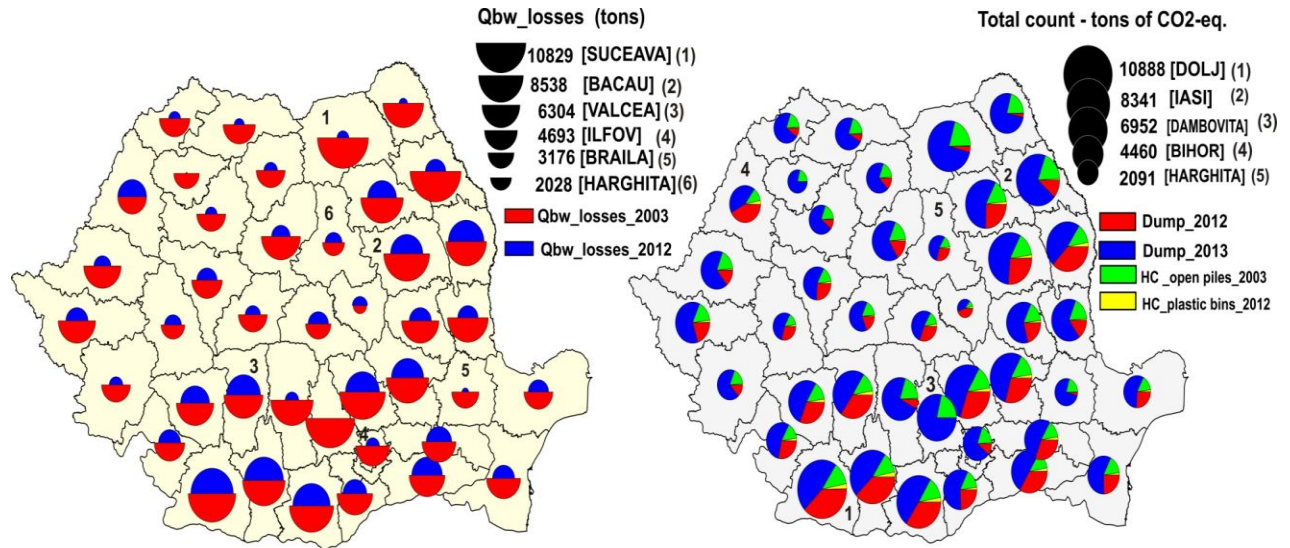 Qbw_losses (tons)
10829 [SUCEAVA] (1)
8538 [BACAU] (2)
6304 [VALCEA] (3)
4693 [ILFOV] (4)
3176 [BRAILA] (5)
2028 [HARGHITA] (6)
Qbw_losses_2003
Qbw_losses_2012
1
6
2
3
5
4
Total count - tons of CO2-eq.
10888 [DOLJ] (1)
8341 [IASI] (2)
6952 [DAMBOVITA] (3)
4460 [BIHOR] (4)
2091 [HARGHITA] (5)
Dump_2012
Dump_2013
HC _open piles_2003
HC_plastic bins_2012
4
2
5
3
1